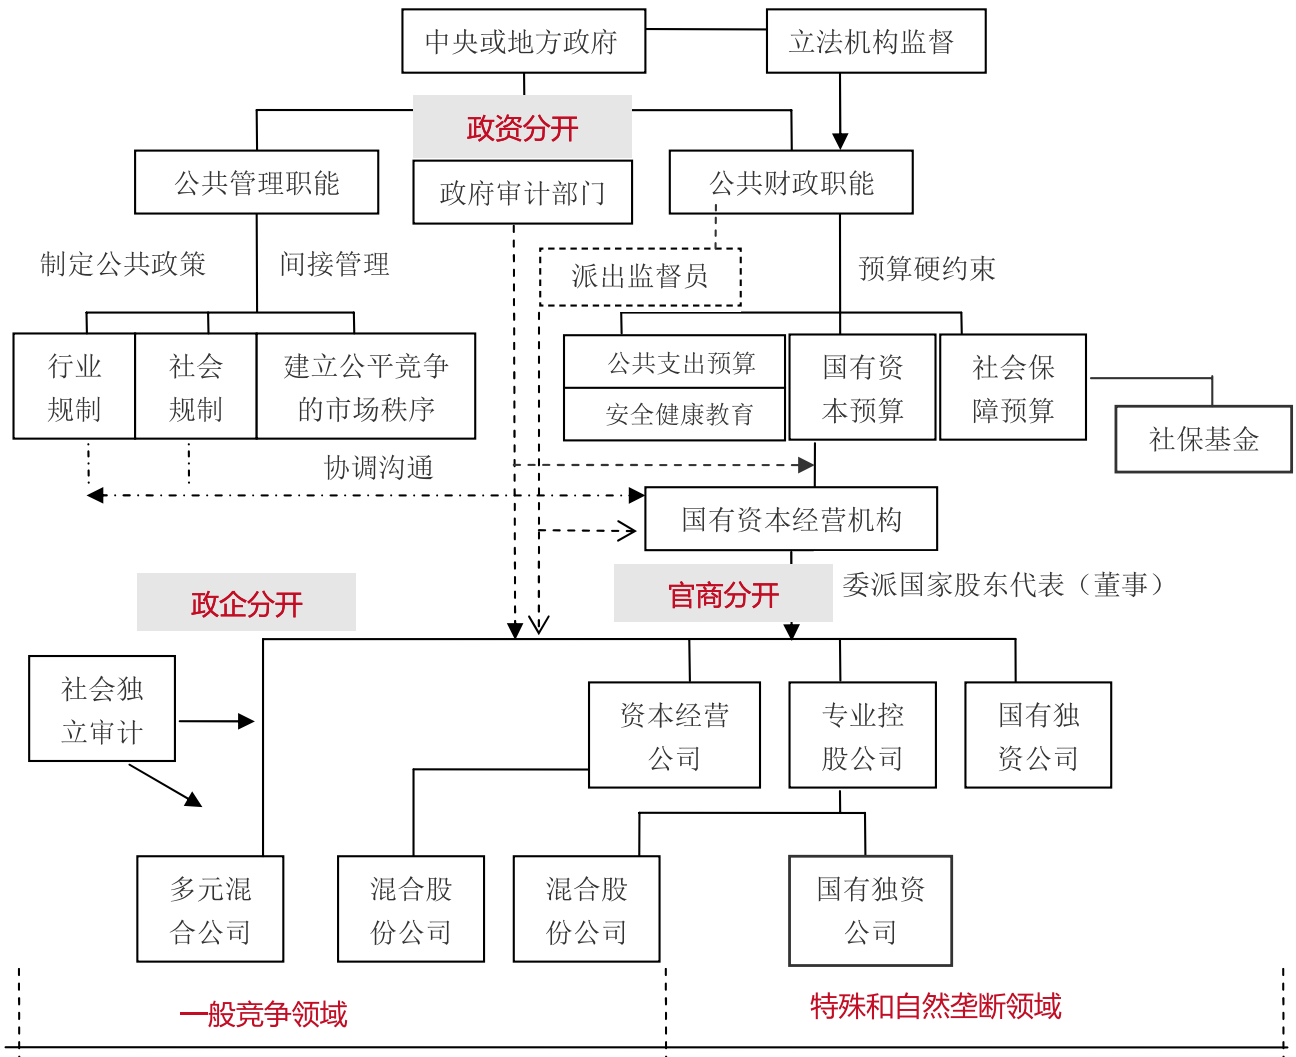 中央或地方政府
立法机构监督
政资分开
公共管理职能
政府审计部门
公共财政职能
制定公共政策
间接管理
派出监督员
预算硬约束
行业
规制
社会
规制
建立公平竞争
的市场秩序
公共支出预算
安全健康教育
国有资
本预算
社会保
障预算
社保基金
协调沟通
国有资本经营机构
政企分开
官商分开
委派国家股东代表（董事）
社会独
立审计
资本经营
公司
专业控
股公司
国有独
资公司
多元混
合公司
混合股
份公司
混合股
份公司
国有独资
公司
一般竞争领域
特殊和自然垄断领域